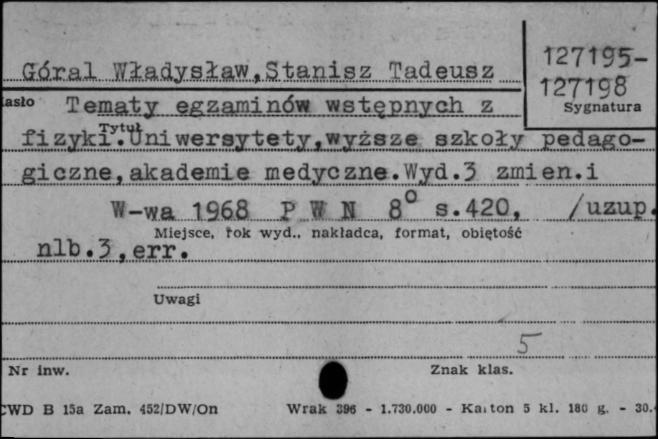 Góral Władysław,Stanisz Tadeusz
127195-
127198
Sygnatura
asło Tematy egzaminów wstępnych z
Tytuł
fizyki.Uniwersytety,wyższe szkoły pedago-
giczne,akademie medyczne.Wyd.3 zmien.i
W-wa 1968 P W N 8° s.420, /uzup.
Miejsce, rok wyd., nakładca, format, objętość
nlb.3,err.
Uwagi
5
Nr inw. Znak klas.
CWD B 15a Zam. 452/DW/On Wrak 396 - 1.730.000 - Karton 5 kl. 180 g. - 30.